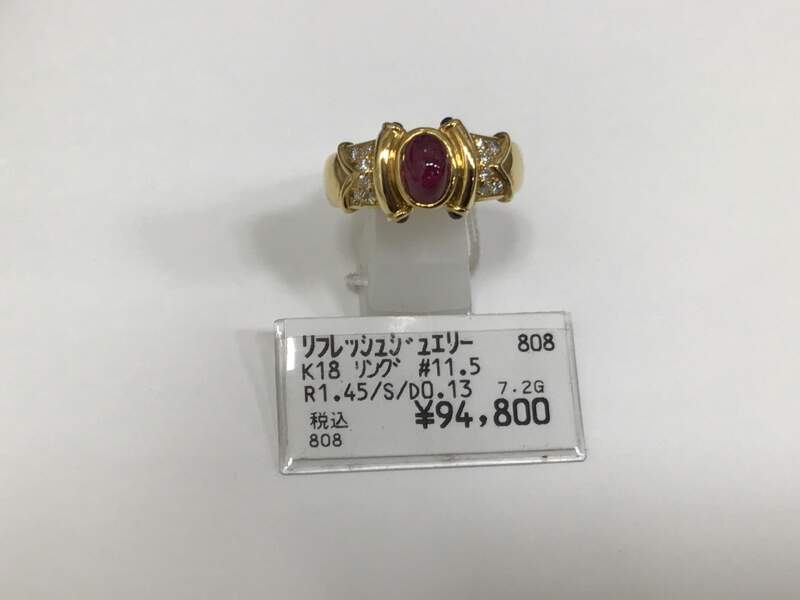 リフレッシュジュエリー 808
K18 リング #11.5
R1.45/S/D0.13 7.2G
税込 ¥94,800
808